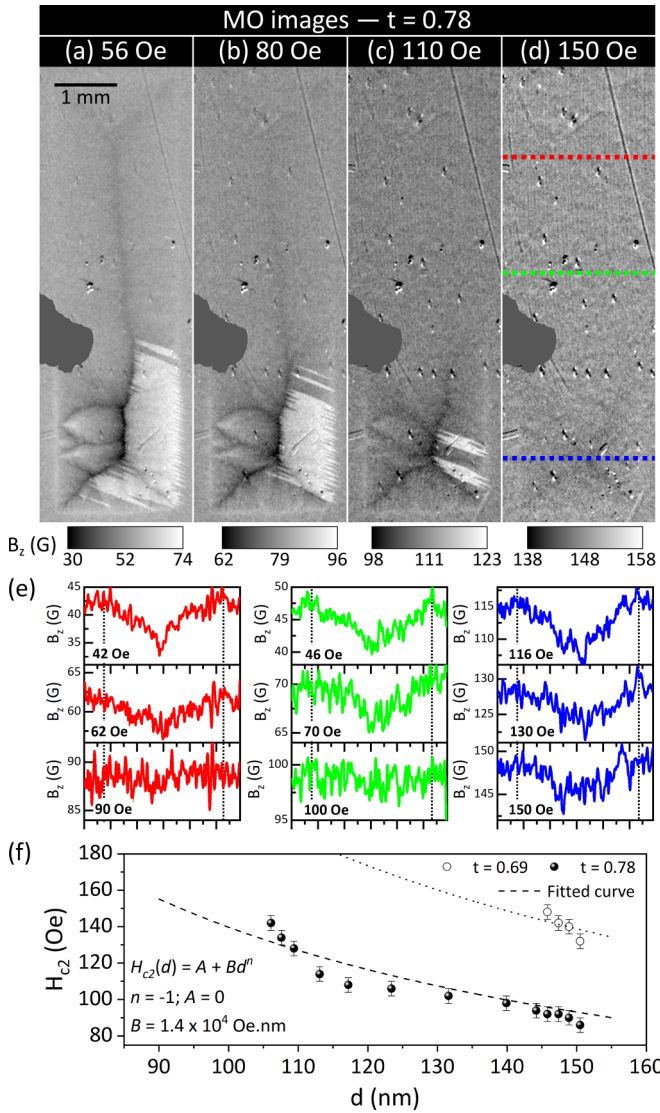 MO images — t = 0.78
(a) 56 Oe (b) 80 Oe (c) 110 Oe (d) 150 Oe
1 mm
B_z (G)
30 52 74 62 79 96 98 111 123 138 148 158
(e)
B_z (G) 45 40 35 42 Oe
B_z (G) 50 45 40 46 Oe
B_z (G) 115 110 116 Oe
B_z (G) 65 60 62 Oe
B_z (G) 70 65 70 Oe
B_z (G) 130 125 130 Oe
B_z (G) 90 85 90 Oe
B_z (G) 100 95 100 Oe
B_z (G) 150 145 150 Oe
(f)
H_c2 (Oe)
180
160
140
120
100
80
t = 0.69 t = 0.78
Fitted curve
H_c2(d) = A + Bd^n
n = -1; A = 0
B = 1.4 x 10^4 Oe.nm
90 100 110 120 130 140 150 160
d (nm)